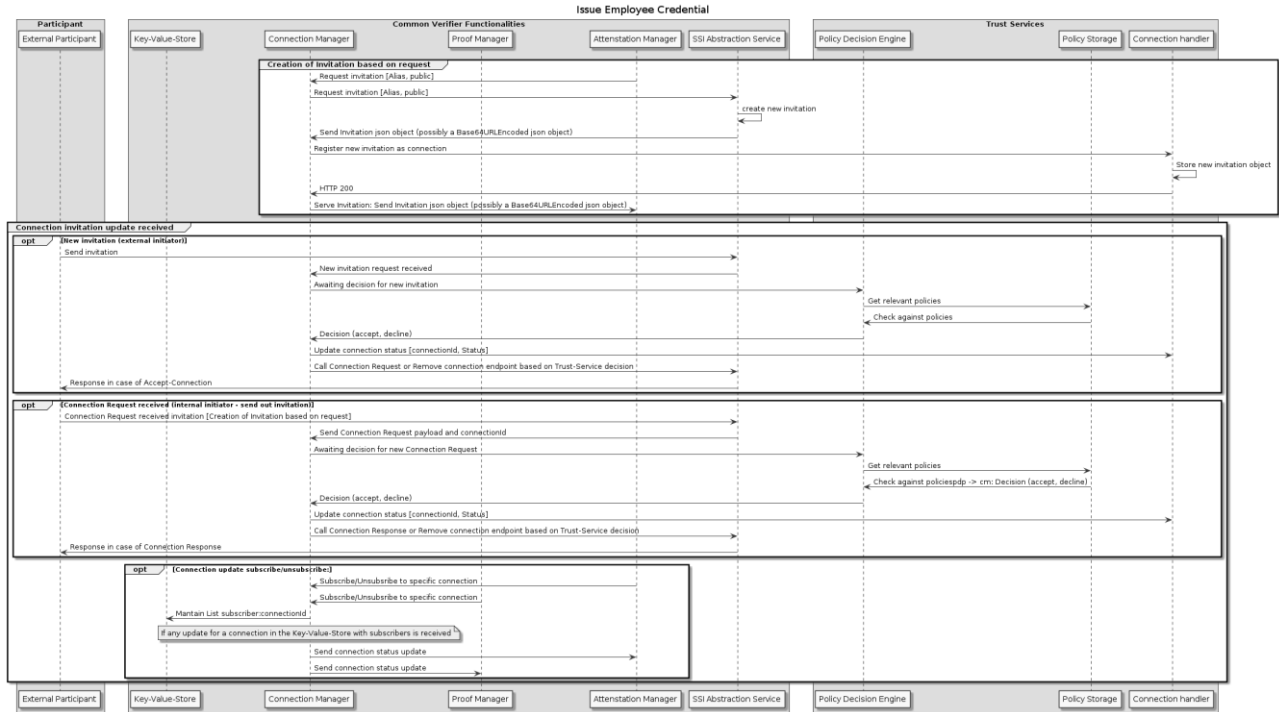 Issue Employee Credential
Participant
Common Verifier Functionalities
Trust Services
External Participant
Key-Value-Store
Connection Manager
Proof Manager
Attenstation Manager
SSI Abstraction Service
Policy Decision Engine
Policy Storage
Connection handler
Creation of Invitation based on request
Request invitation [Alias, public]
Request invitation [Alias, public]
create new invitation
Send Invitation json object (possibly a Base64URLEncoded json object)
Register new invitation as connection
Store new invitation object
HTTP 200
Serve Invitation: Send Invitation json object (possibly a Base64URLEncoded json object)
Connection invitation update received
opt [New invitation (external initiator)]
Send invitation
New invitation request received
Awaiting decision for new invitation
Get relevant policies
Check against policies
Decision (accept, decline)
Update connection status [connectionId, Status]
Call Connection Request or Remove connection endpoint based on Trust-Service decision
Response in case of Accept-Connection
opt [Connection Request received (internal initiator - send out invitation)]
Connection Request received invitation [Creation of Invitation based on request]
Send Connection Request payload and connectionId
Awaiting decision for new Connection Request
Get relevant policies
Check against policiespdp -> cm: Decision (accept, decline)
Decision (accept, decline)
Update connection status [connectionId, Status]
Call Connection Response or Remove connection endpoint based on Trust-Service decision
Response in case of Connection Response
opt [Connection update subscribe/unsubscribe:]
Subscribe/Unsubsribe to specific connection
Subscribe/Unsubsribe to specific connection
Mantain List subscriber:connectionId
If any update for a connection in the Key-Value-Store with subscribers is received
Send connection status update
Send connection status update
External Participant
Key-Value-Store
Connection Manager
Proof Manager
Attenstation Manager
SSI Abstraction Service
Policy Decision Engine
Policy Storage
Connection handler